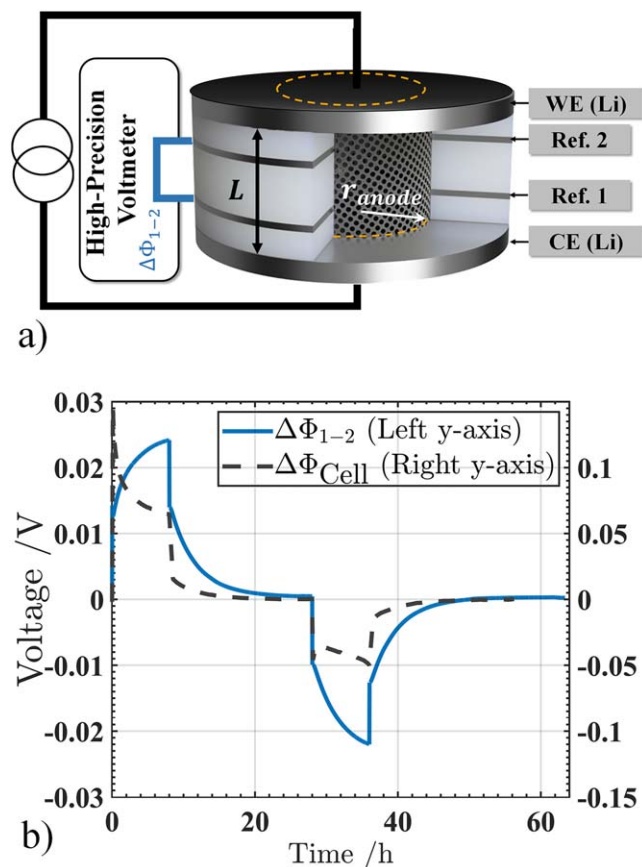 High-Precision
Voltmeter
ΔΦ1-2
L
r_anode
WE (Li)
Ref. 2
Ref. 1
CE (Li)
a)
0.03
0.02
0.01
0
-0.01
-0.02
-0.03
Voltage /V
ΔΦ1-2 (Left y-axis)
ΔΦCell (Right y-axis)
0.1
0.05
0
-0.05
-0.1
-0.15
0 20 40 60
Time /h
b)